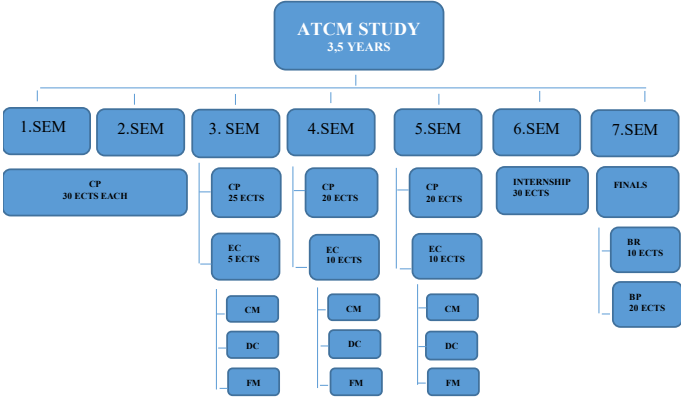 ATCM STUDY
3,5 YEARS
1.SEM
2.SEM
3. SEM
4.SEM
5.SEM
6.SEM
7.SEM
CP
30 ECTS EACH
CP
25 ECTS
CP
20 ECTS
CP
20 ECTS
INTERNSHIP
30 ECTS
FINALS
EC
5 ECTS
EC
10 ECTS
EC
10 ECTS
BR
10 ECTS
BP
20 ECTS
CM
CM
CM
DC
DC
DC
FM
FM
FM